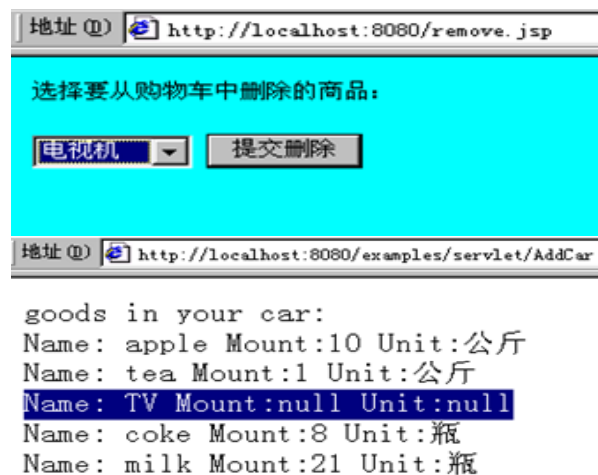 地址(D) http://localhost:8080/remove.jsp
选择要从购物车中删除的商品:
电视机 提交删除
地址(D) http://localhost:8080/examples/servlet/AddCar
goods in your car:
Name: apple Mount:10 Unit:公斤
Name: tea Mount:1 Unit:公斤
Name: TV Mount:null Unit:null
Name: coke Mount:8 Unit:瓶
Name: milk Mount:21 Unit:瓶